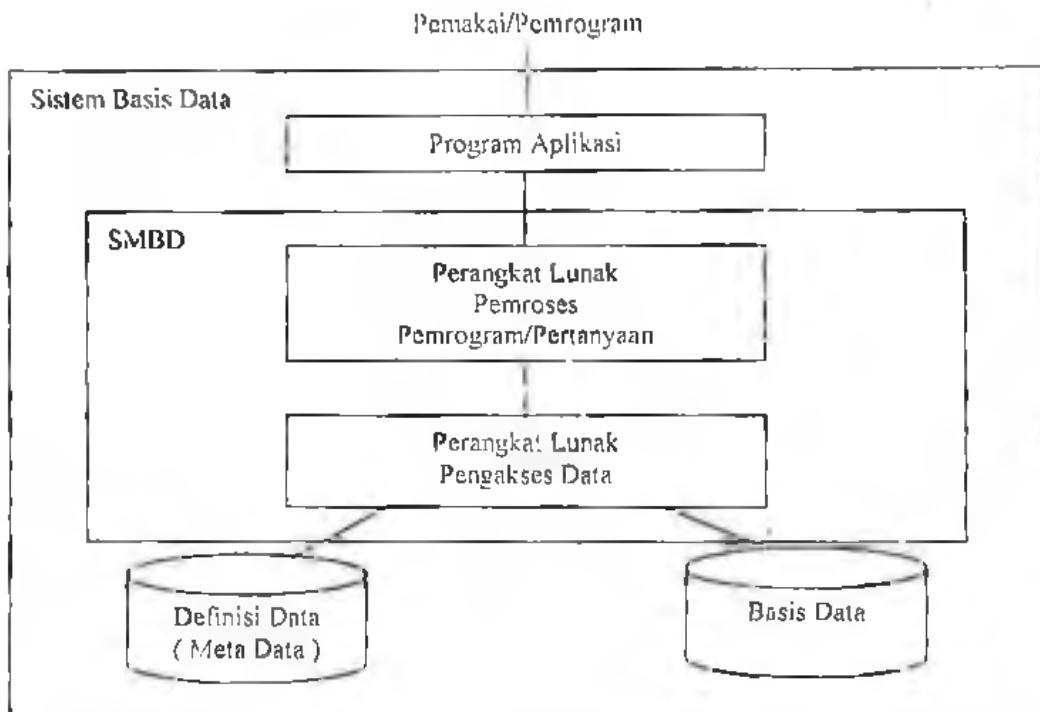 Pemakai/Pemrogram
Sistem Basis Data
Program Aplikasi
SMBD
Perangkat Lunak
Pemroses
Pemrogram/Pertanyaan
Perangkat Lunak
Pengakses Data
Definisi Data
( Meta Data )
Basis Data